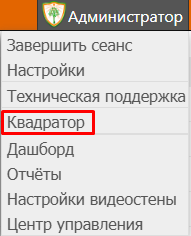 Администратор
Завершить сеанс
Настройки
Техническая поддержка
Квадратор
Дашборд
Отчёты
Настройки видеостены
Центр управления